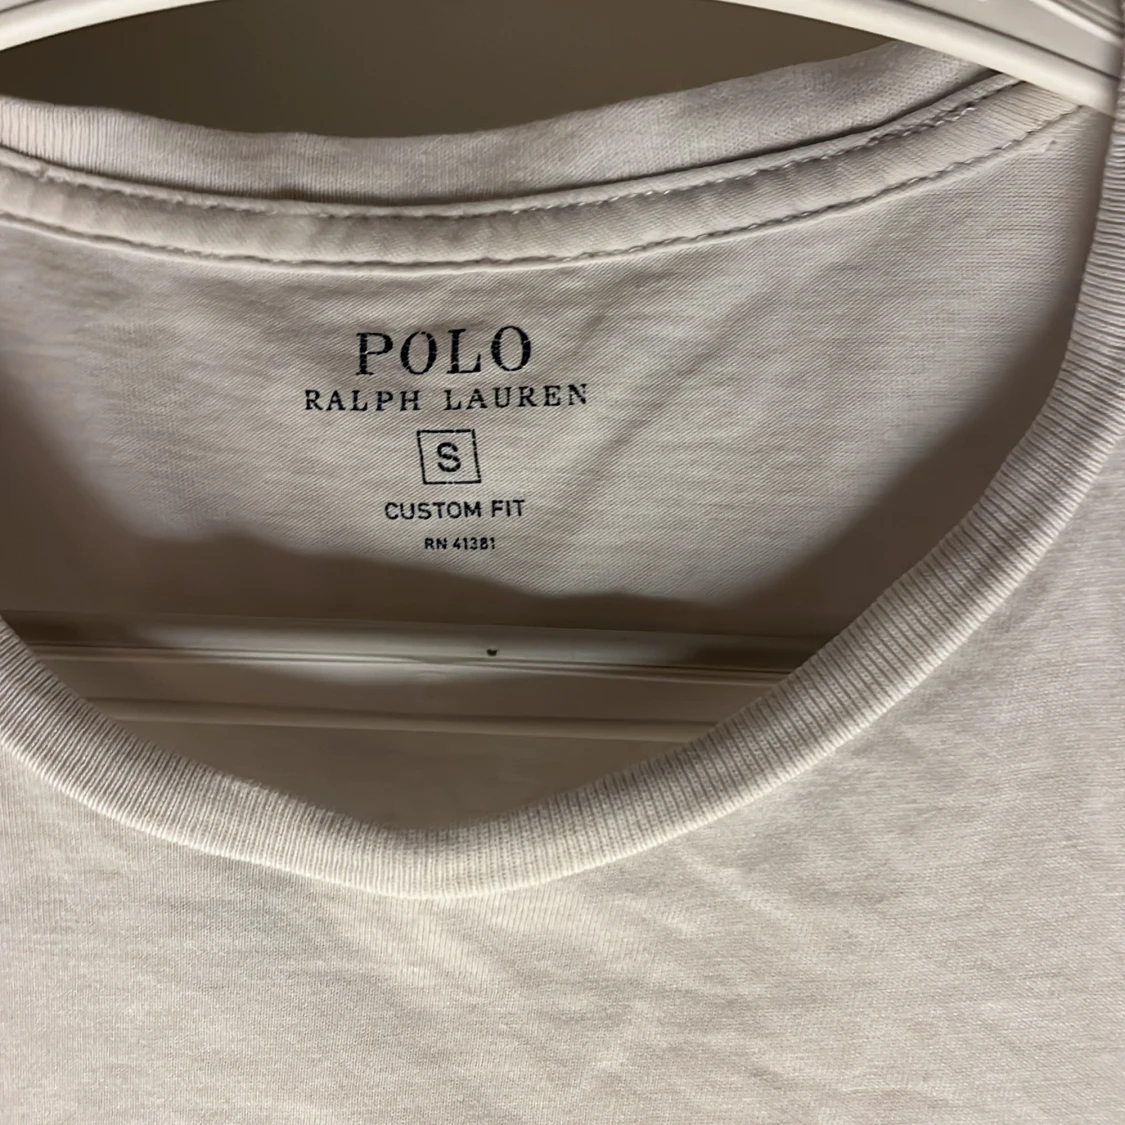 POLO
RALPH LAUREN
S
CUSTOM FIT
RN 41381